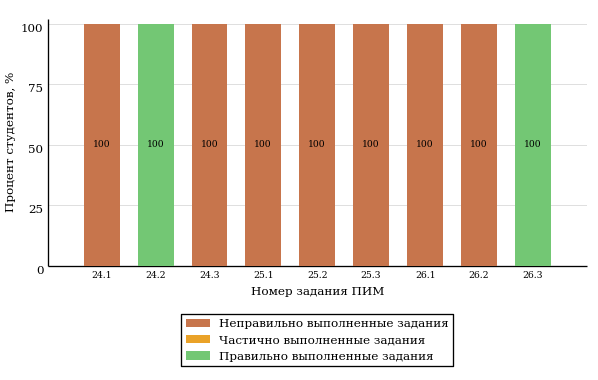 Процент студентов, %
100
75
50
25
0
100 100 100 100 100 100 100 100 100
24.1 24.2 24.3 25.1 25.2 25.3 26.1 26.2 26.3
Номер задания ПИМ
Неправильно выполненные задания
Частично выполненные задания
Правильно выполненные задания